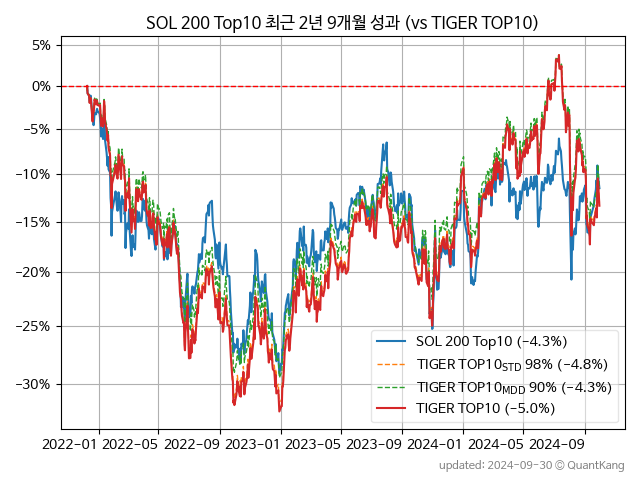 SOL 200 Top10 최근 2년 9개월 성과 (vs TIGER TOP10)
5%
0%
−5%
−10%
−15%
−20%
−25%
−30%
SOL 200 Top10 (−4.3%)
TIGER TOP10STD 98% (−4.8%)
TIGER TOP10MDD 90% (−4.3%)
TIGER TOP10 (−5.0%)
2022-01 2022-05 2022-09 2023-01 2023-05 2023-09 2024-01 2024-05 2024-09
updated: 2024-09-30 © QuantKang